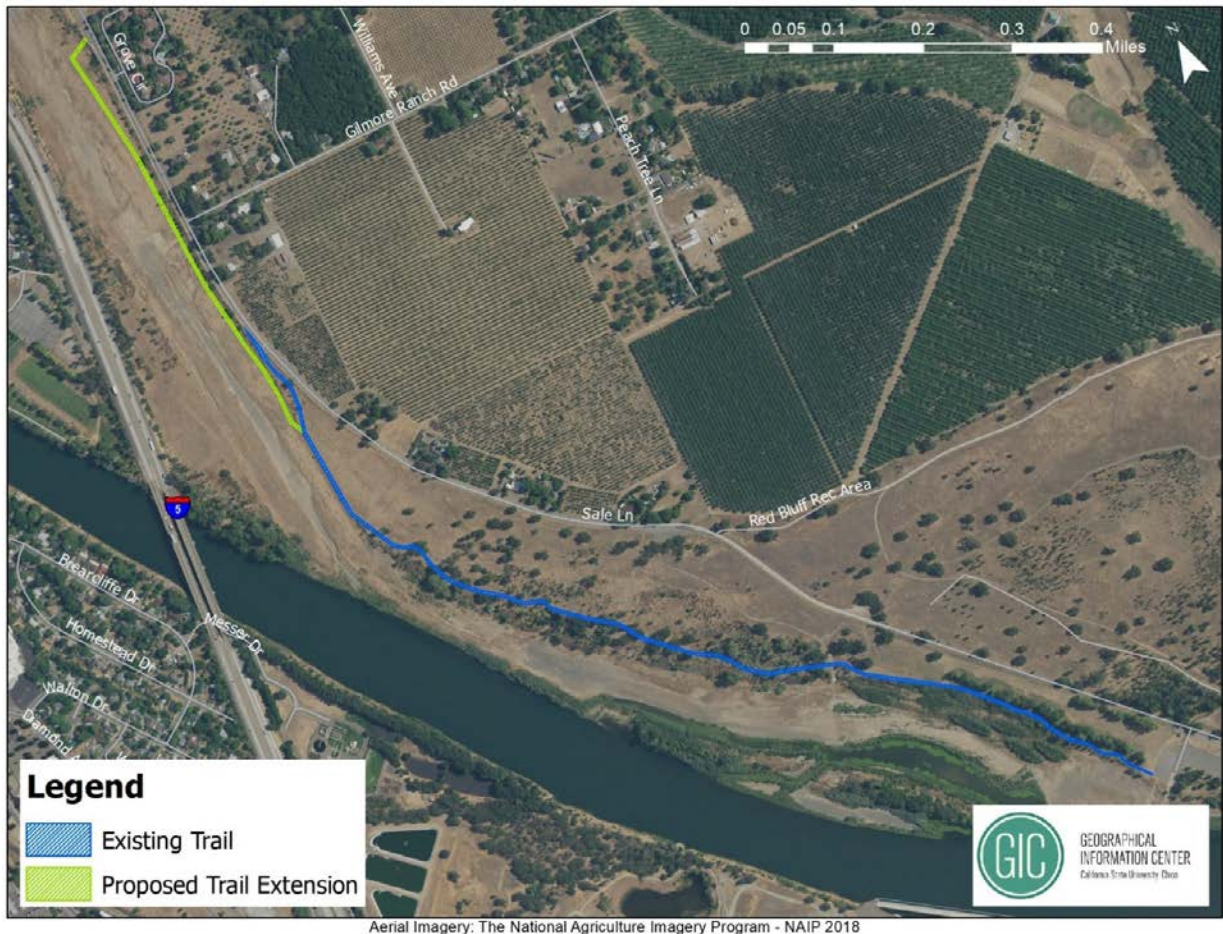 0 0.05 0.1 0.2 0.3 0.4
Miles
N
Grove Cir
Williams Ave
Gilmore Ranch Rd
Peach Tree Ln
Sale Ln
Red Bluff Rec Area
5
Brearcliffe Dr
Homestead Dr
Messer Dr
Walton Dr
Diamond
Legend
Existing Trail
Proposed Trail Extension
GIC
GEOGRAPHICAL
INFORMATION CENTER
California State University Chico
Aerial Imagery: The National Agriculture Imagery Program - NAIP 2018